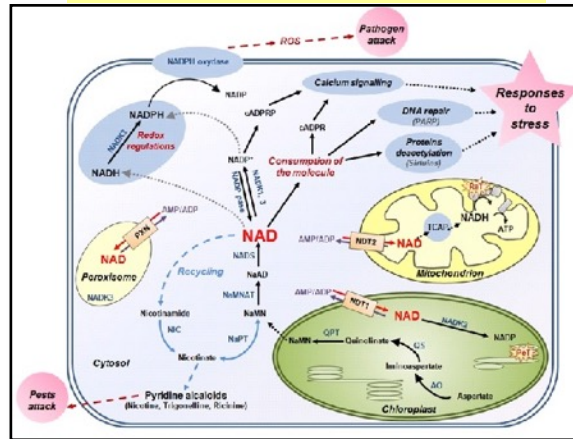 Pathogen
attack
ROS
NADPH oxydase
NADP
cADPRP
Calcium signalling
Responses
to
stress
NADPH
Redox
regulations
NADK3
NADH
NADP⁺
cADPR
DNA repair
(PARP)
Consumption of
the molecule
Proteins
deacetylation
(Sirtuins)
NADK1, 3
NADP pase
NAD
AMP/ADP
PXN
NAD
Peroxisome
NADK3
Recycling
NADS
NaAD
NaMNAT
NaMN
Nicotinamide
NIC
NaPT
Nicotinate
Cytosol
Pyridine alcaloids
(Nicotine, Trigonelline, Ricinine)
Pests
attack
AMP/ADP
NDT2
NAD
TCA
NADH
ATP
Mitochondrion
AMP/ADP
NDT1
NAD
NADK2
NADP
NaMN
QPT
Quinolinate
QS
Iminoaspartate
AO
Aspartate
Chloroplast